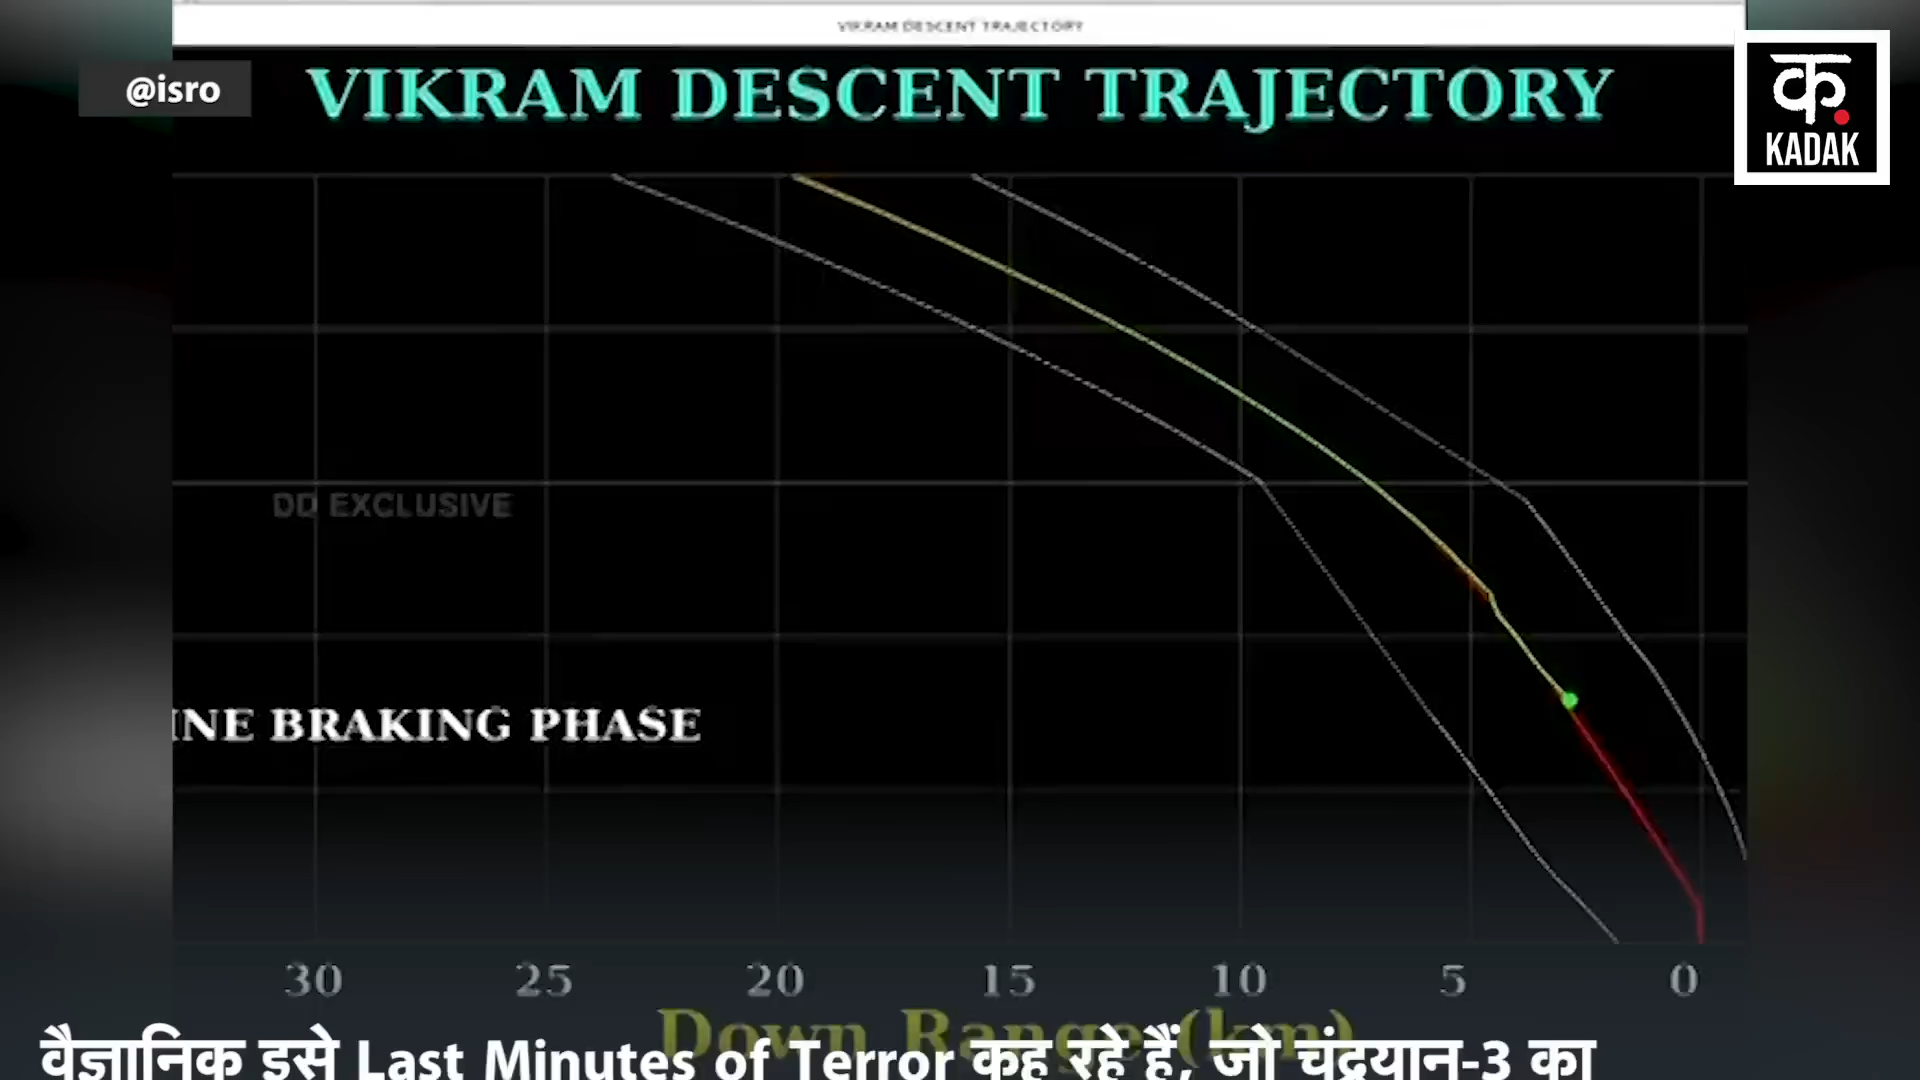 VIKRAM DESCENT TRAJECTORY
@isro
VIKRAM DESCENT TRAJECTORY
क
KADAK
DD EXCLUSIVE
INE BRAKING PHASE
30 25 20 15 10 5 0
Down Range (km)
वैज्ञानिक इसे Last Minutes of Terror कह रहे हैं, जो चंद्रयान-3 का